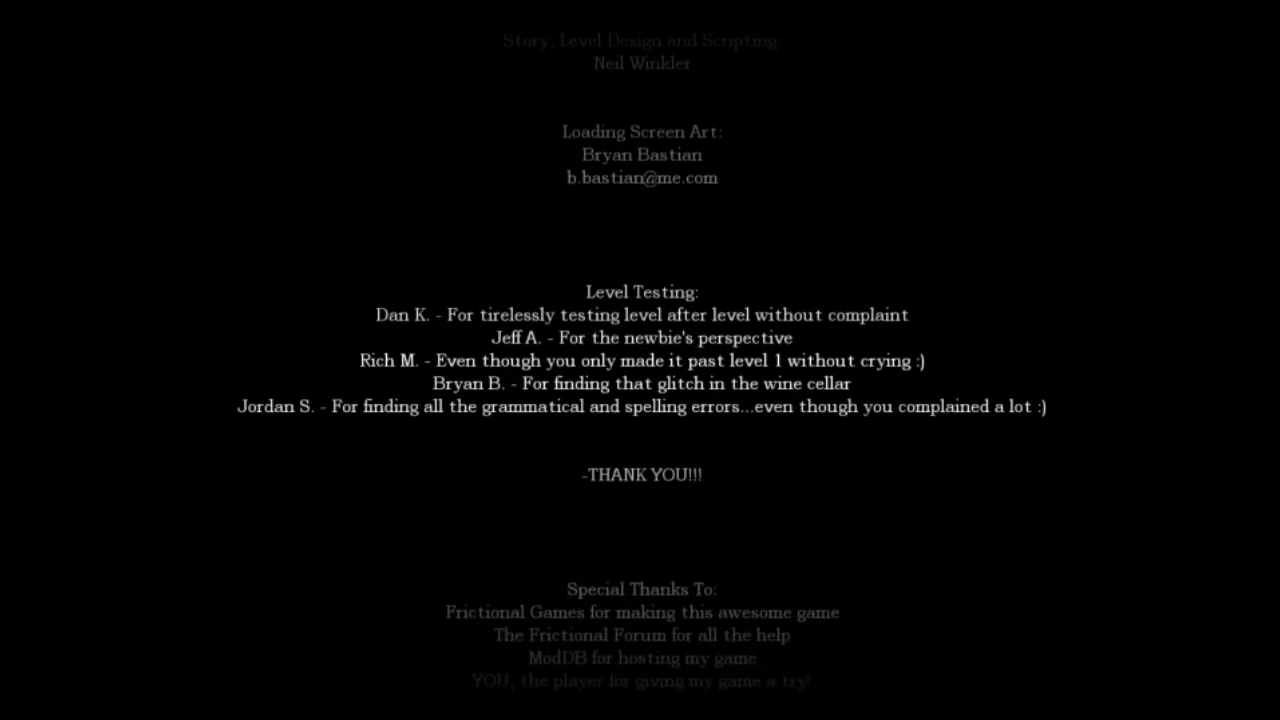 Story, Level Design and Scripting:
Neil Winkler
Loading Screen Art:
Bryan Bastian
b.bastian@me.com
Level Testing:
Dan K. - For tirelessly testing level after level without complaint
Jeff A. - For the newbie's perspective
Rich M. - Even though you only made it past level 1 without crying :)
Bryan B. - For finding that glitch in the wine cellar
Jordan S. - For finding all the grammatical and spelling errors...even though you complained a lot :)
-THANK YOU!!!
Special Thanks To:
Frictional Games for making this awesome game
The Frictional Forum for all the help
ModDB for hosting my game
YOU, the player for giving my game a try!